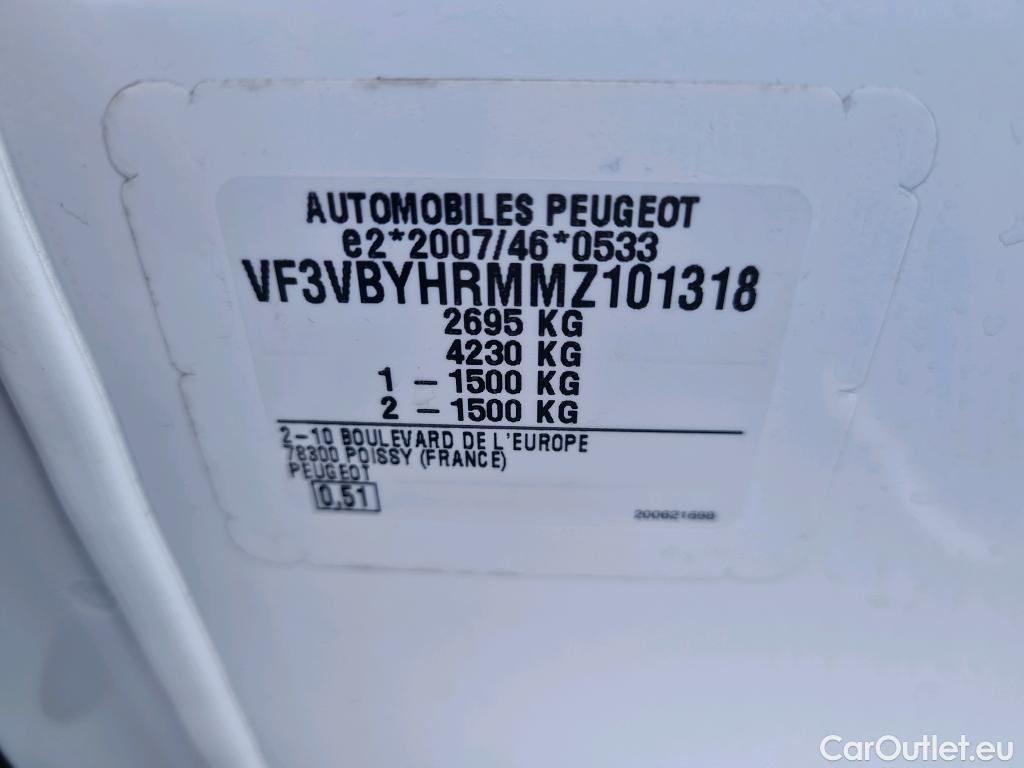 AUTOMOBILES PEUGEOT
e2*2007/46*0533
VF3VBYHRMMZ101318
2695 KG
4230 KG
1 – 1500 KG
2 – 1500 KG
2–10 BOULEVARD DE L'EUROPE
78300 POISSY (FRANCE)
PEUGEOT
0,51
CarOutlet.eu